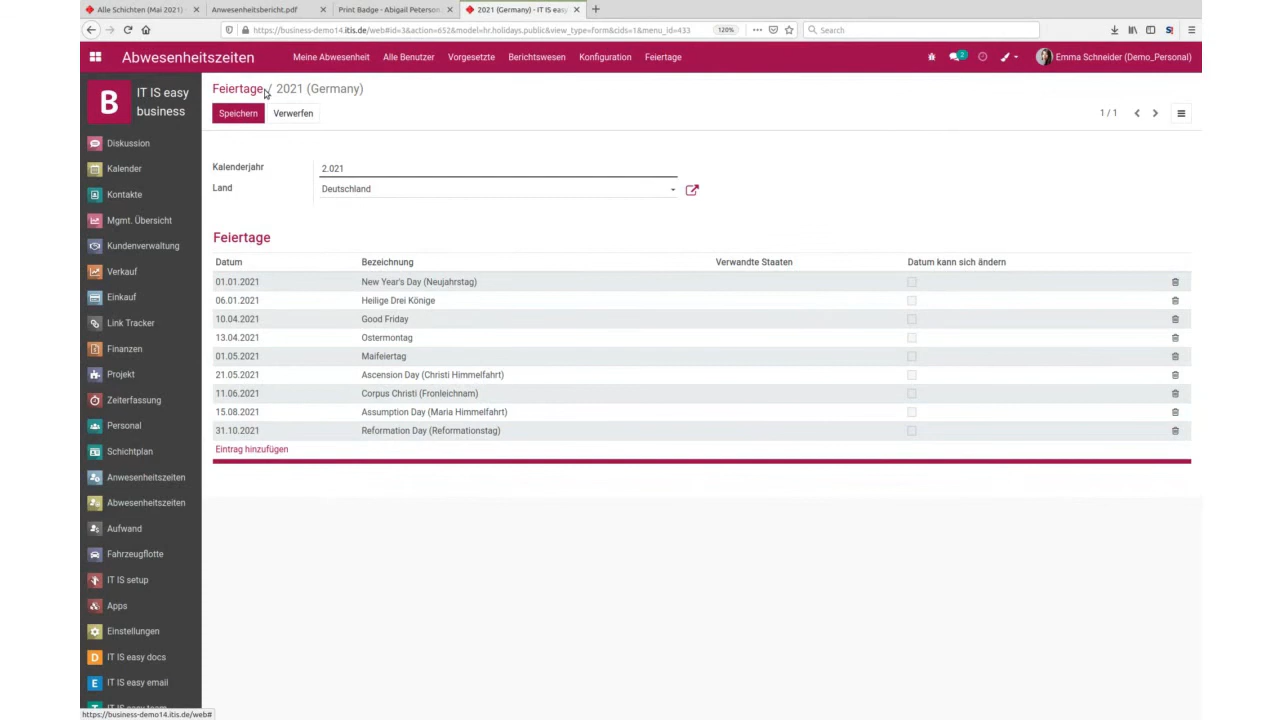 Alle Schichten (Mai 2021)
Anwesenheitsbericht.pdf
Print Badge - Abigail Peterson
2021 (Germany) - IT IS easy
https://business-demo14.itis.de/web#id=3&action=652&model=hr.holidays.public&view_type=form&cids=1&menu_id=433
120%
Search
Abwesenheitszeiten
Meine Abwesenheit
Alle Benutzer
Vorgesetzte
Berichtswesen
Konfiguration
Feiertage
2
Emma Schneider (Demo_Personal)
B
IT IS easy
business
Feiertage / 2021 (Germany)
Speichern
Verwerfen
1 / 1
Diskussion
Kalender
Kontakte
Mgmt. Übersicht
Kundenverwaltung
Verkauf
Einkauf
Link Tracker
Finanzen
Projekt
Zeiterfassung
Personal
Schichtplan
Anwesenheitszeiten
Abwesenheitszeiten
Aufwand
Fahrzeugflotte
IT IS setup
Apps
Einstellungen
D IT IS easy docs
E IT IS easy email
Kalenderjahr 2.021
Land Deutschland
Feiertage
Datum Bezeichnung Verwandte Staaten Datum kann sich ändern
01.01.2021 New Year's Day (Neujahrstag)
06.01.2021 Heilige Drei Könige
10.04.2021 Good Friday
13.04.2021 Ostermontag
01.05.2021 Maifeiertag
21.05.2021 Ascension Day (Christi Himmelfahrt)
11.06.2021 Corpus Christi (Fronleichnam)
15.08.2021 Assumption Day (Maria Himmelfahrt)
31.10.2021 Reformation Day (Reformationstag)
Eintrag hinzufügen
https://business-demo14.itis.de/web#